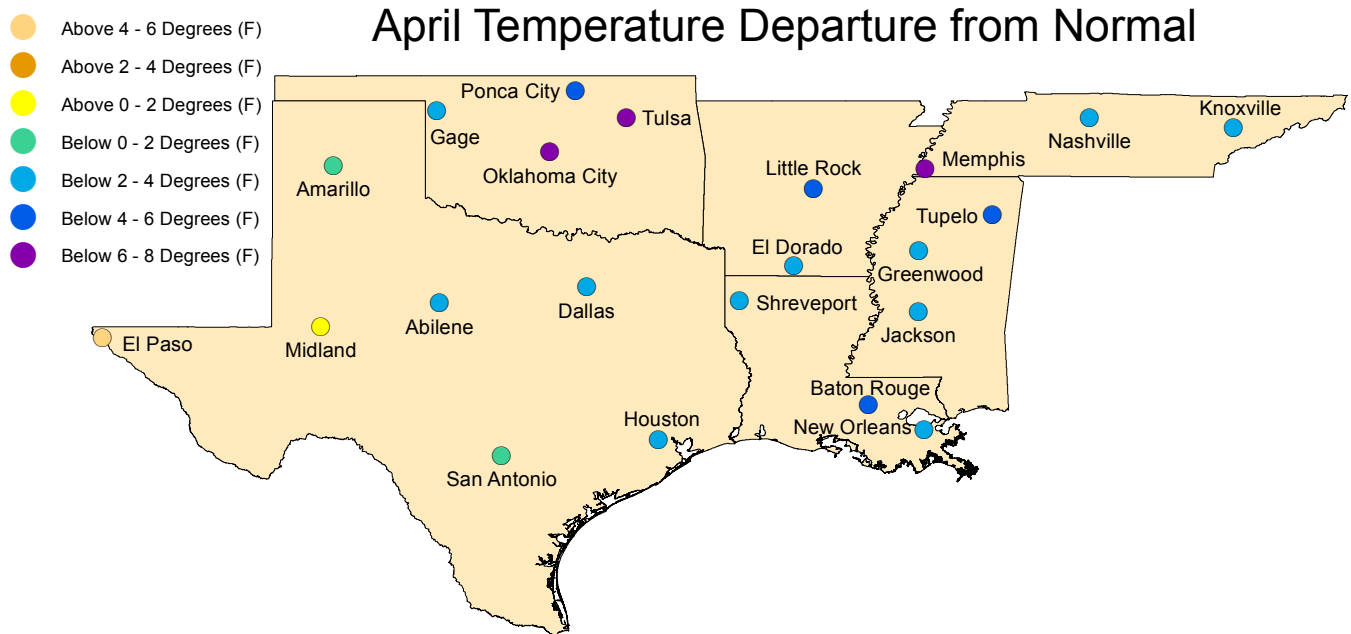 April Temperature Departure from Normal
Above 4 - 6 Degrees (F)
Above 2 - 4 Degrees (F)
Above 0 - 2 Degrees (F)
Below 0 - 2 Degrees (F)
Below 2 - 4 Degrees (F)
Below 4 - 6 Degrees (F)
Below 6 - 8 Degrees (F)
Ponca City
Gage
Tulsa
Oklahoma City
Amarillo
Knoxville
Nashville
Memphis
Little Rock
Tupelo
El Dorado
Greenwood
Shreveport
Dallas
Abilene
Jackson
El Paso
Midland
Baton Rouge
New Orleans
Houston
San Antonio